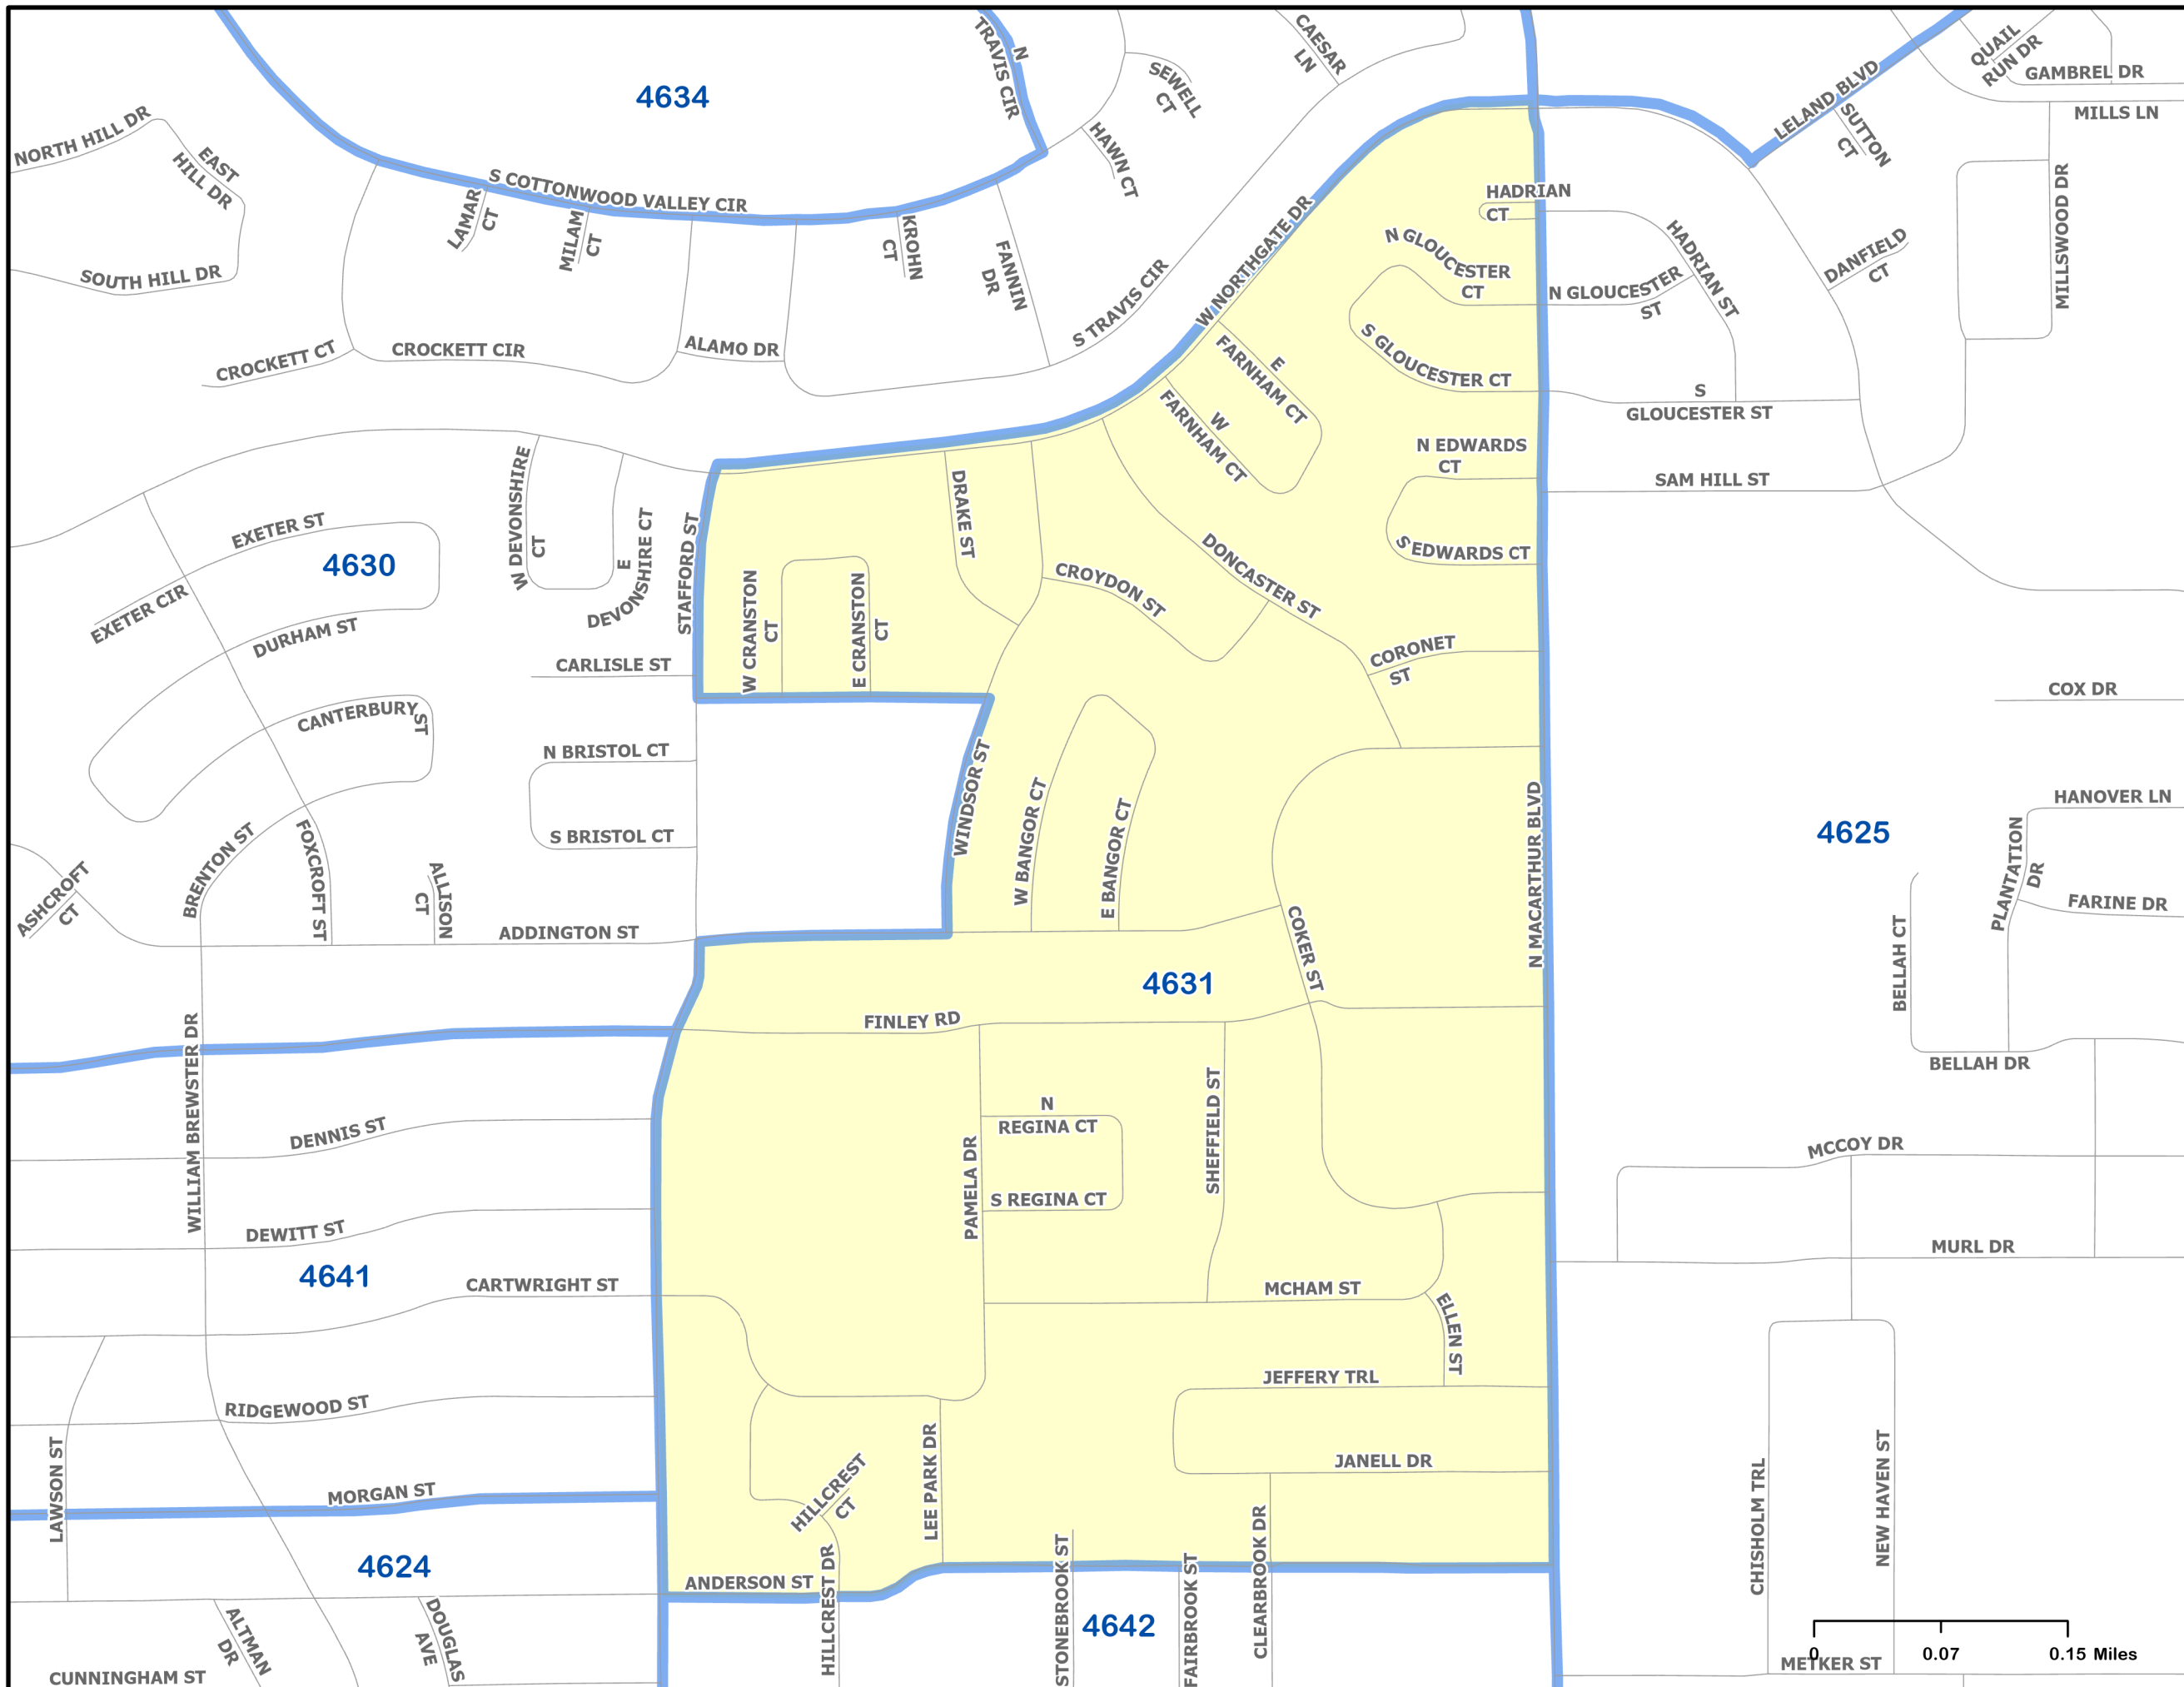 N
TRAVIS CIR
CAESAR
LN
SEWELL
CT
QUAIL
RUN DR
GAMBREL DR
MILLS LN
LELAND BLVD
SUTTON
CT
4634
NORTH HILL DR
EAST
HILL DR
SOUTH HILL DR
S COTTONWOOD VALLEY CIR
LAMAR
CT
MILAM
CT
KROHN
CT
FANNIN
DR
HAWN CT
S TRAVIS CIR
W NORTHGATE DR
HADRIAN
CT
HADRIAN ST
N GLOUCESTER
CT
N GLOUCESTER
ST
DANFIELD
CT
MILLSWOOD DR
CROCKETT CT
CROCKETT CIR
ALAMO DR
E
FARNHAM CT
W
FARNHAM CT
S GLOUCESTER CT
S
GLOUCESTER ST
N EDWARDS
CT
SAM HILL ST
S EDWARDS CT
W DEVONSHIRE
CT
E
DEVONSHIRE CT
STAFFORD ST
DRAKE ST
EXETER ST
4630
EXETER CIR
DURHAM ST
CARLISLE ST
W CRANSTON
CT
E CRANSTON
CT
CROYDON ST
DONCASTER ST
CORONET
ST
COX DR
CANTERBURY
ST
N BRISTOL CT
S BRISTOL CT
WINDSOR ST
W BANGOR CT
E BANGOR CT
N MACARTHUR BLVD
4625
HANOVER LN
PLANTATION
DR
FARINE DR
BELLAH CT
BELLAH DR
ASHCROFT
CT
BRENTON ST
FOXCROFT ST
ALLISON
CT
ADDINGTON ST
COKER ST
4631
FINLEY RD
WILLIAM BREWSTER DR
DENNIS ST
DEWITT ST
4641
CARTWRIGHT ST
PAMELA DR
N
REGINA CT
S REGINA CT
SHEFFIELD ST
MCCOY DR
MURL DR
MCHAM ST
ELLEN ST
JEFFERY TRL
JANELL DR
RIDGEWOOD ST
LAWSON ST
MORGAN ST
4624
HILLCREST
CT
LEE PARK DR
ANDERSON ST
HILLCREST DR
STONEBROOK ST
4642
FAIRBROOK ST
CLEARBROOK DR
CHISHOLM TRL
NEW HAVEN ST
ALTMAN
DR
DOUGLAS
AVE
CUNNINGHAM ST
METKER ST
0 0.07 0.15 Miles